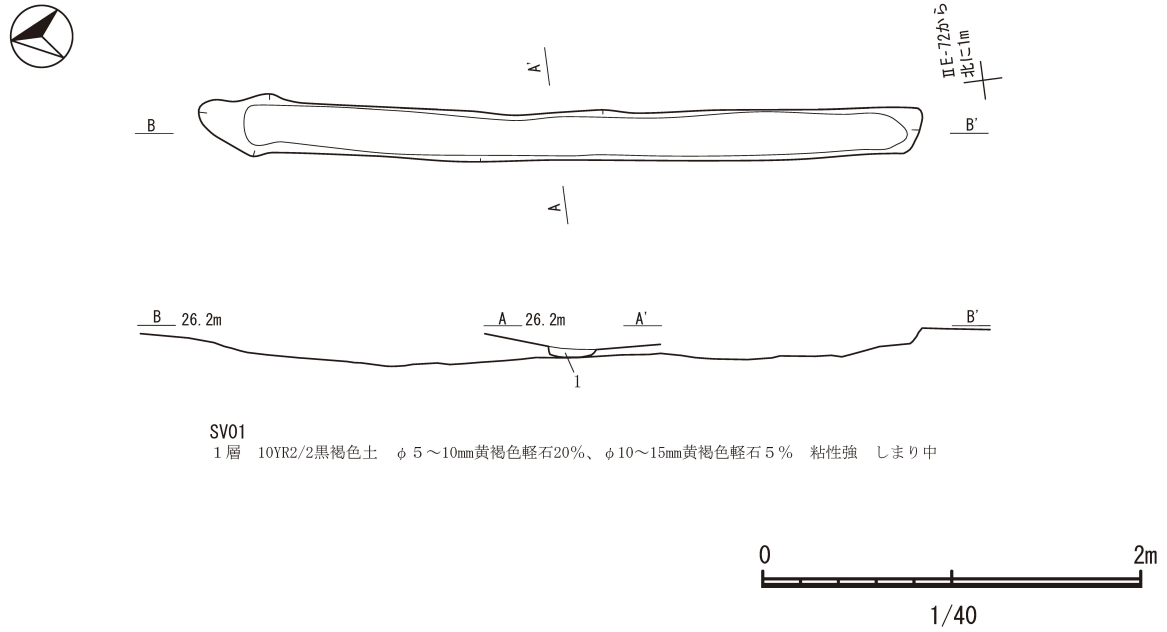 ⅡE-72から
北に1m
A'
B
B'
A
B 26.2m
A 26.2m
A'
B'
1
SV01
1層　10YR2/2黒褐色土　φ5～10mm黄褐色軽石20%、φ10～15mm黄褐色軽石5%　粘性強　しまり中
0
2m
1/40